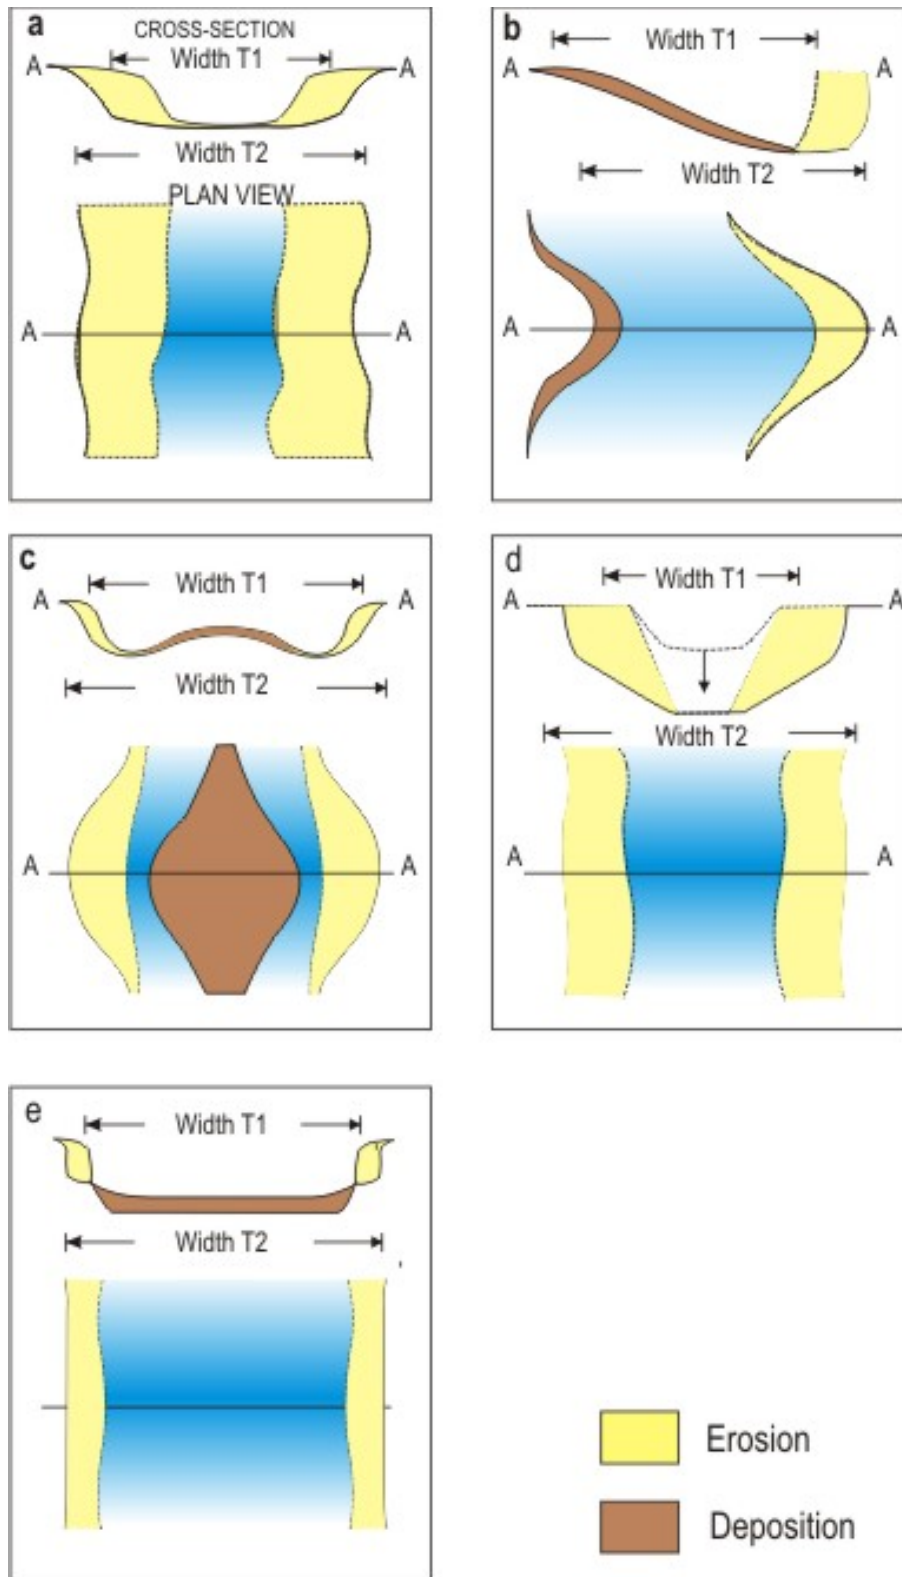 a
CROSS-SECTION
Width T1
A A
Width T2
PLAN VIEW
A A
b
Width T1
A A
Width T2
A A
c
Width T1
A A
Width T2
A A
d
Width T1
A A
Width T2
A A
e
Width T1
Width T2
Erosion
Deposition